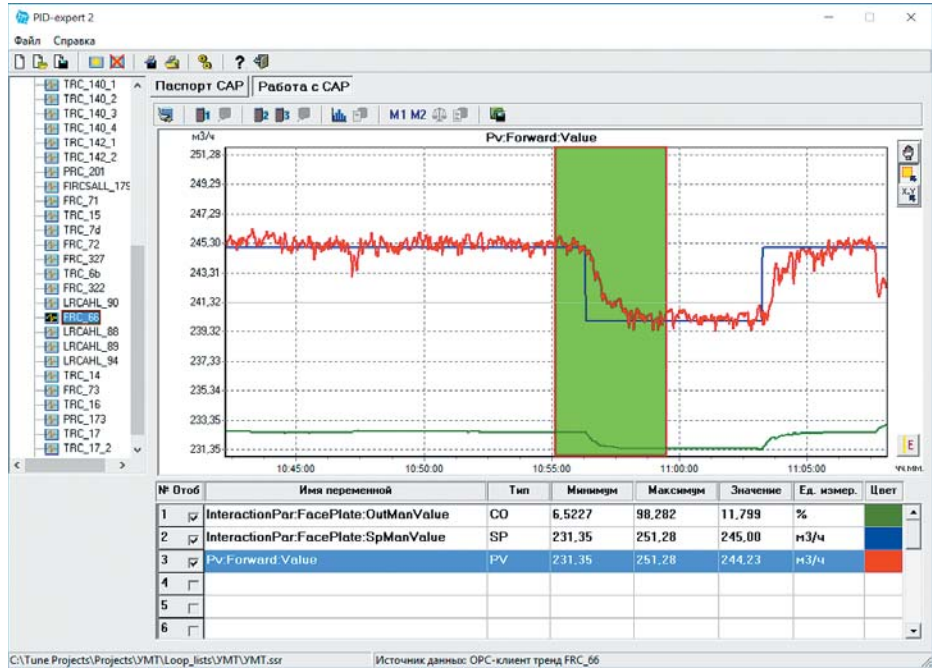 PID-expert 2
Файл Справка
TRC_140_1
TRC_140_2
TRC_140_3
TRC_140_4
TRC_142_1
TRC_142_2
PRC_201
FIRCSALL_179
FRC_71
TRC_15
TRC_7d
FRC_72
FRC_327
TRC_6b
FRC_322
LRCAHL_90
FRC_66
LRCAHL_88
LRCAHL_89
LRCAHL_94
TRC_14
FRC_73
TRC_16
PRC_173
TRC_17
TRC_17_2
Паспорт САР Работа с САР
M1 M2
м3/ч Pv:Forward:Value
251,28
249,29
247,29
245,30
243,31
241,32
239,32
237,33
235,34
233,35
231,35
X,Y
E
10:45:00 10:50:00 10:55:00 11:00:00 11:05:00 чч.мм.
№ Отоб Имя переменной Тип Минимум Максимум Значение Ед. измер. Цвет
1 InteractionPar:FacePlate:OutManValue CO 6,5227 98,282 11,799 %
2 InteractionPar:FacePlate:SpManValue SP 231,35 251,28 245,00 м3/ч
3 Pv:Forward:Value PV 231,35 251,28 244,23 м3/ч
4
5
6
C:\Tune Projects\Projects\УМТ\Loop_lists\УМТ\УМТ.ssr Источник данных: OPC-клиент тренд FRC_66